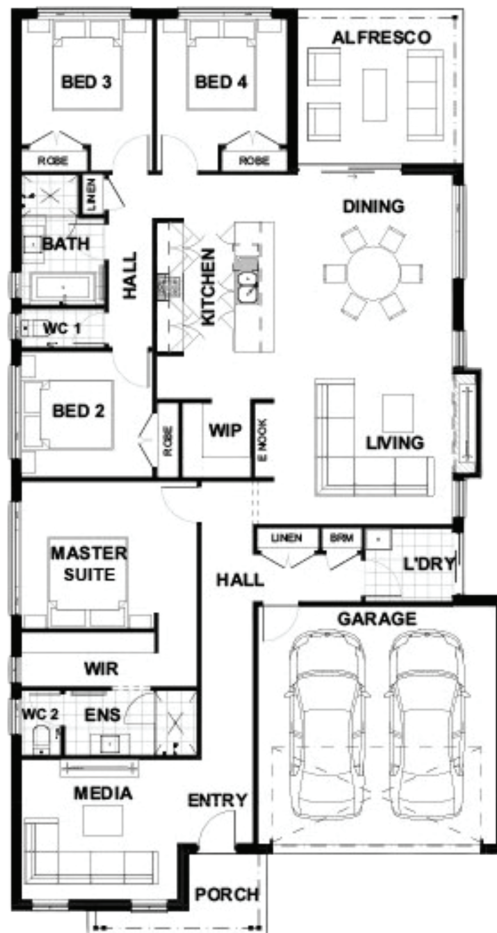 ALFRESCO
BED 3
BED 4
ROBE
ROBE
LINEN
DINING
BATH
HALL
KITCHEN
WC 1
BED 2
ROBE
WIP
E NOOK
LIVING
MASTER
SUITE
LINEN
BRM
L'DRY
HALL
GARAGE
WIR
WC 2
ENS
MEDIA
ENTRY
PORCH